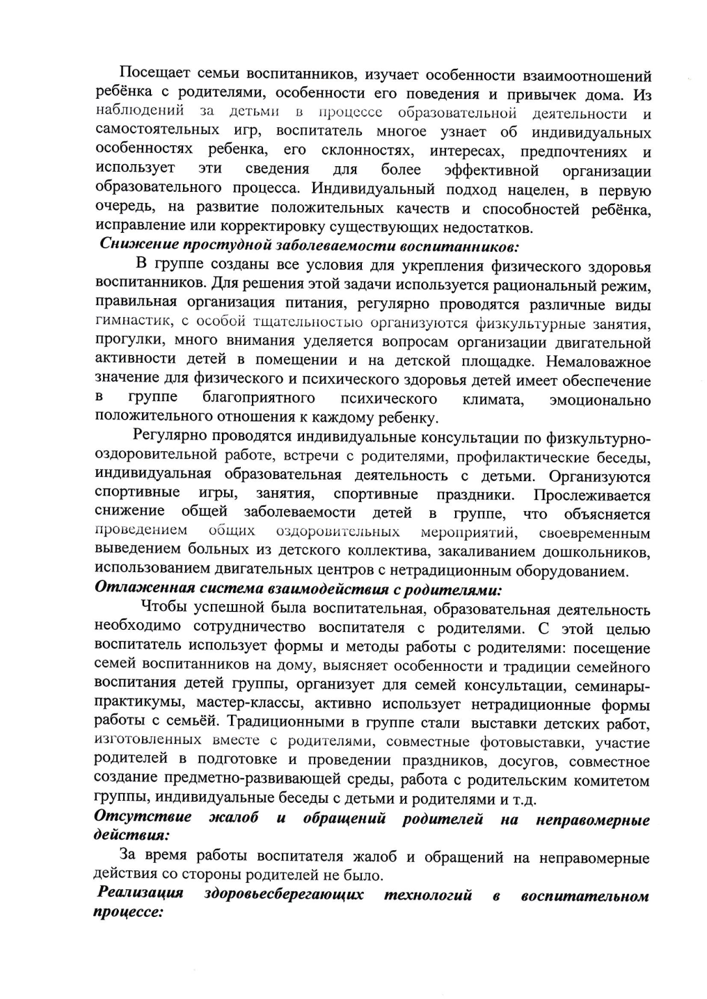 Посещает семьи воспитанников, изучает особенности взаимоотношений
ребёнка с родителями, особенности его поведения и привычек дома. Из
наблюдений за детьми в процессе образовательной деятельности и
самостоятельных игр, воспитатель многое узнает об индивидуальных
особенностях ребенка, его склонностях, интересах, предпочтениях и
использует эти сведения для более эффективной организации
образовательного процесса. Индивидуальный подход нацелен, в первую
очередь, на развитие положительных качеств и способностей ребёнка,
исправление или корректировку существующих недостатков.
Снижение простудной заболеваемости воспитанников:
В группе созданы все условия для укрепления физического здоровья
воспитанников. Для решения этой задачи используется рациональный режим,
правильная организация питания, регулярно проводятся различные виды
гимнастик, с особой тщательностью организуются физкультурные занятия,
прогулки, много внимания уделяется вопросам организации двигательной
активности детей в помещении и на детской площадке. Немаловажное
значение для физического и психического здоровья детей имеет обеспечение
в группе благоприятного психического климата, эмоционально
положительного отношения к каждому ребенку.
Регулярно проводятся индивидуальные консультации по физкультурно-
оздоровительной работе, встречи с родителями, профилактические беседы,
индивидуальная образовательная деятельность с детьми. Организуются
спортивные игры, занятия, спортивные праздники. Прослеживается
снижение общей заболеваемости детей в группе, что объясняется
проведением общих оздоровительных мероприятий, своевременным
выведением больных из детского коллектива, закаливанием дошкольников,
использованием двигательных центров с нетрадиционным оборудованием.
Отлаженная система взаимодействия с родителями:
Чтобы успешной была воспитательная, образовательная деятельность
необходимо сотрудничество воспитателя с родителями. С этой целью
воспитатель использует формы и методы работы с родителями: посещение
семей воспитанников на дому, выясняет особенности и традиции семейного
воспитания детей группы, организует для семей консультации, семинары-
практикумы, мастер-классы, активно использует нетрадиционные формы
работы с семьёй. Традиционными в группе стали выставки детских работ,
изготовленных вместе с родителями, совместные фотовыставки, участие
родителей в подготовке и проведении праздников, досугов, совместное
создание предметно-развивающей среды, работа с родительским комитетом
группы, индивидуальные беседы с детьми и родителями и т.д.
Отсутствие жалоб и обращений родителей на неправомерные
действия:
За время работы воспитателя жалоб и обращений на неправомерные
действия со стороны родителей не было.
Реализация здоровьесберегающих технологий в воспитательном
процессе: